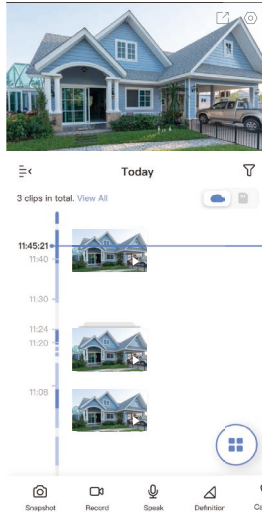 Today
3 clips in total. View All
11:45:21
11:40
11:30
11:24
11:20
11:08
Snapshot Record Speak Definition